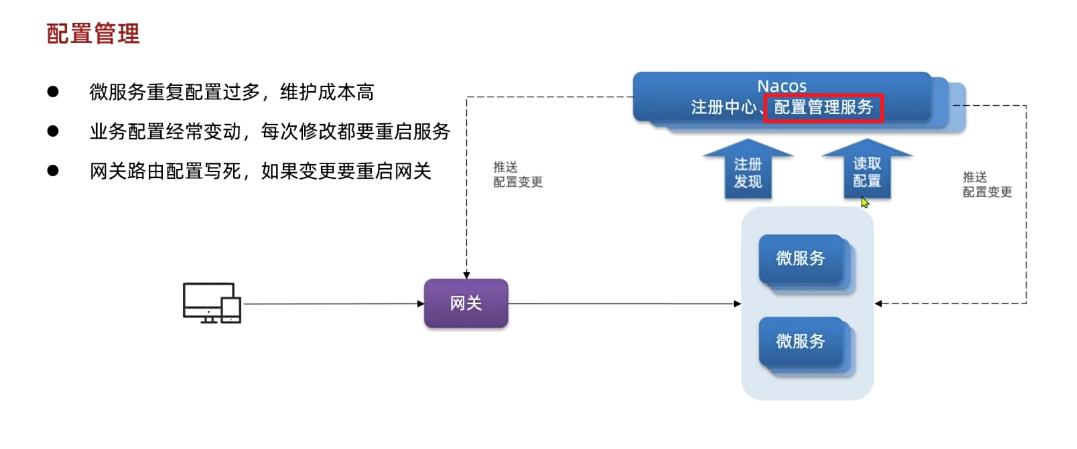 配置管理
微服务重复配置过多，维护成本高
业务配置经常变动，每次修改都要重启服务
网关路由配置写死，如果变更要重启网关
Nacos
注册中心、配置管理服务
注册
发现
读取
配置
推送
配置变更
推送
配置变更
微服务
网关
微服务